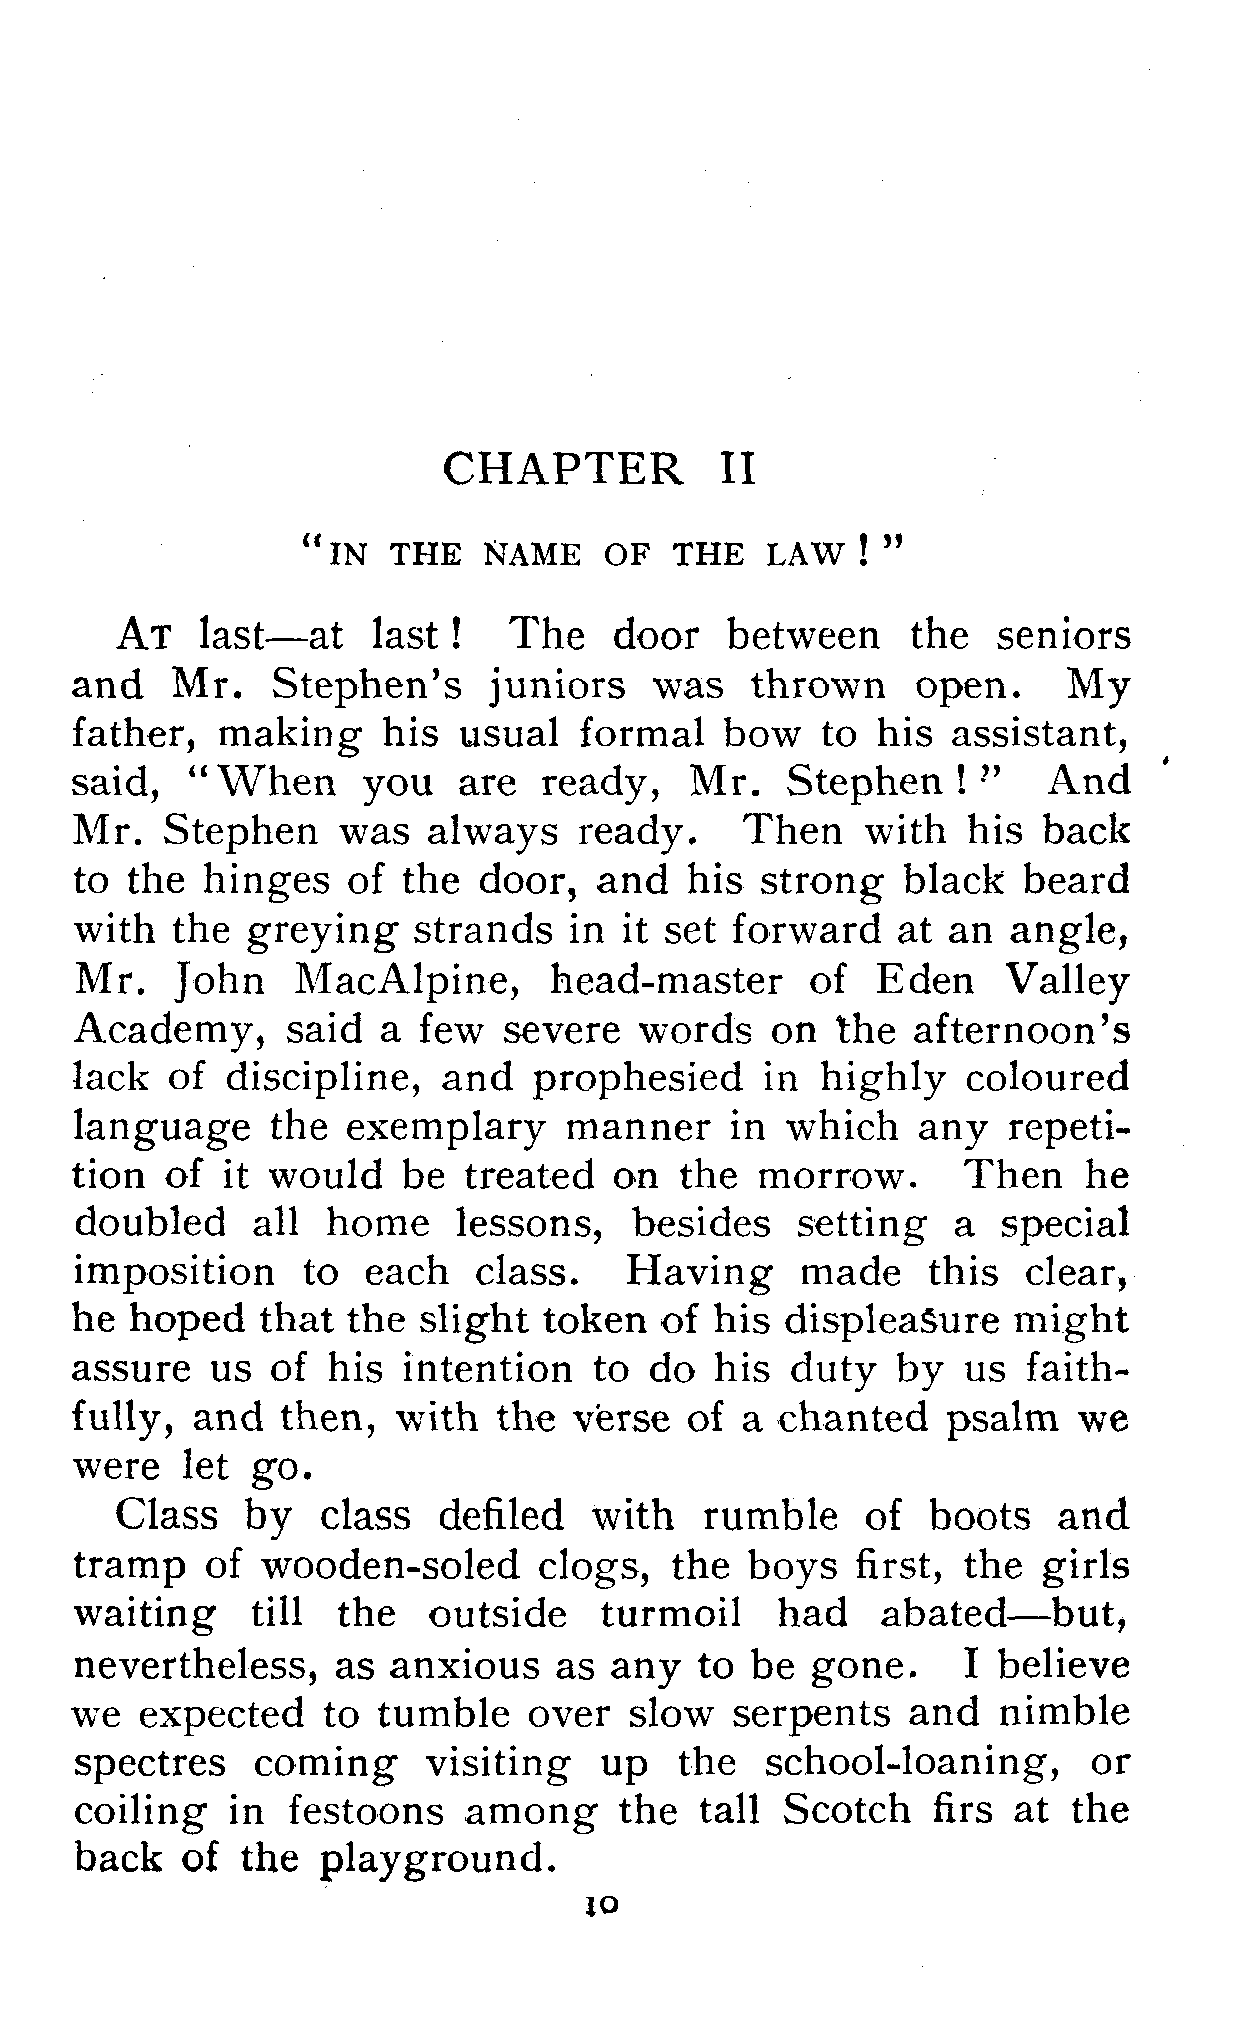 CHAPTER II
"IN THE NAME OF THE LAW!"
AT last—at last! The door between the seniors
and Mr. Stephen's juniors was thrown open. My
father, making his usual formal bow to his assistant,
said, "When you are ready, Mr. Stephen!" And
Mr. Stephen was always ready. Then with his back
to the hinges of the door, and his strong black beard
with the greying strands in it set forward at an angle,
Mr. John MacAlpine, head-master of Eden Valley
Academy, said a few severe words on the afternoon's
lack of discipline, and prophesied in highly coloured
language the exemplary manner in which any repeti-
tion of it would be treated on the morrow. Then he
doubled all home lessons, besides setting a special
imposition to each class. Having made this clear,
he hoped that the slight token of his displeasure might
assure us of his intention to do his duty by us faith-
fully, and then, with the verse of a chanted psalm we
were let go.
Class by class defiled with rumble of boots and
tramp of wooden-soled clogs, the boys first, the girls
waiting till the outside turmoil had abated—but,
nevertheless, as anxious as any to be gone. I believe
we expected to tumble over slow serpents and nimble
spectres coming visiting up the school-loaning, or
coiling in festoons among the tall Scotch firs at the
back of the playground.
10